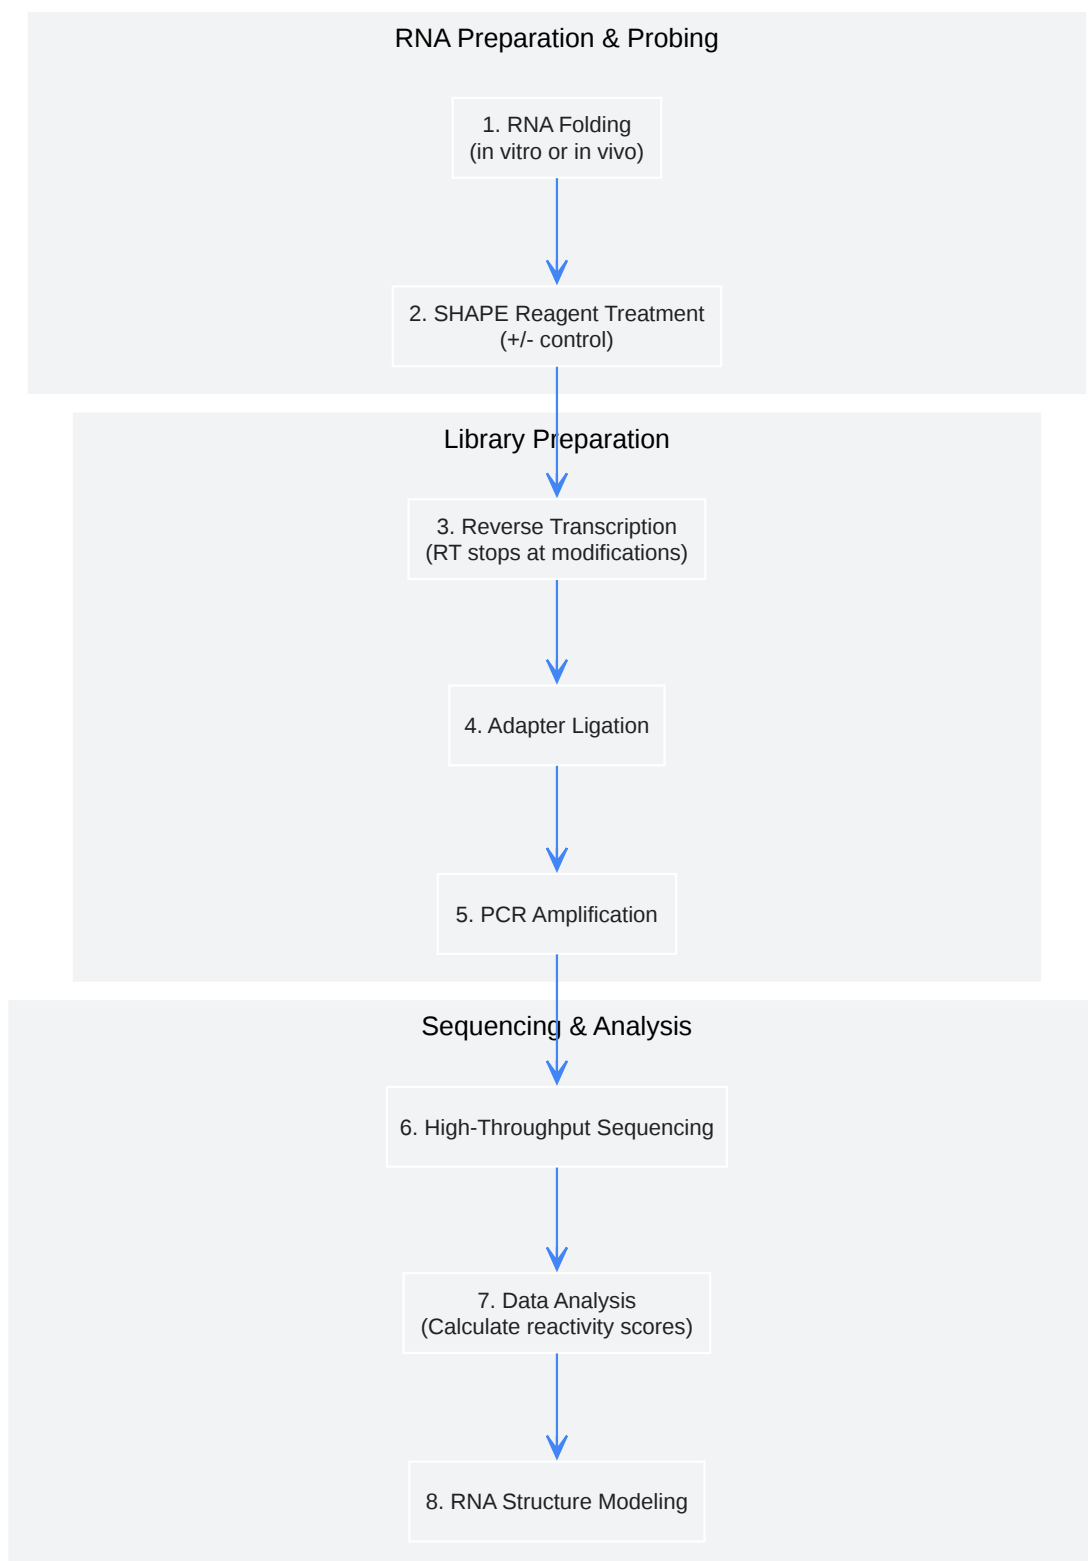 RNA Preparation & Probing
1. RNA Folding
(in vitro or in vivo)
2. SHAPE Reagent Treatment
(+/- control)
Library Preparation
3. Reverse Transcription
(RT stops at modifications)
4. Adapter Ligation
5. PCR Amplification
Sequencing & Analysis
6. High-Throughput Sequencing
7. Data Analysis
(Calculate reactivity scores)
8. RNA Structure Modeling